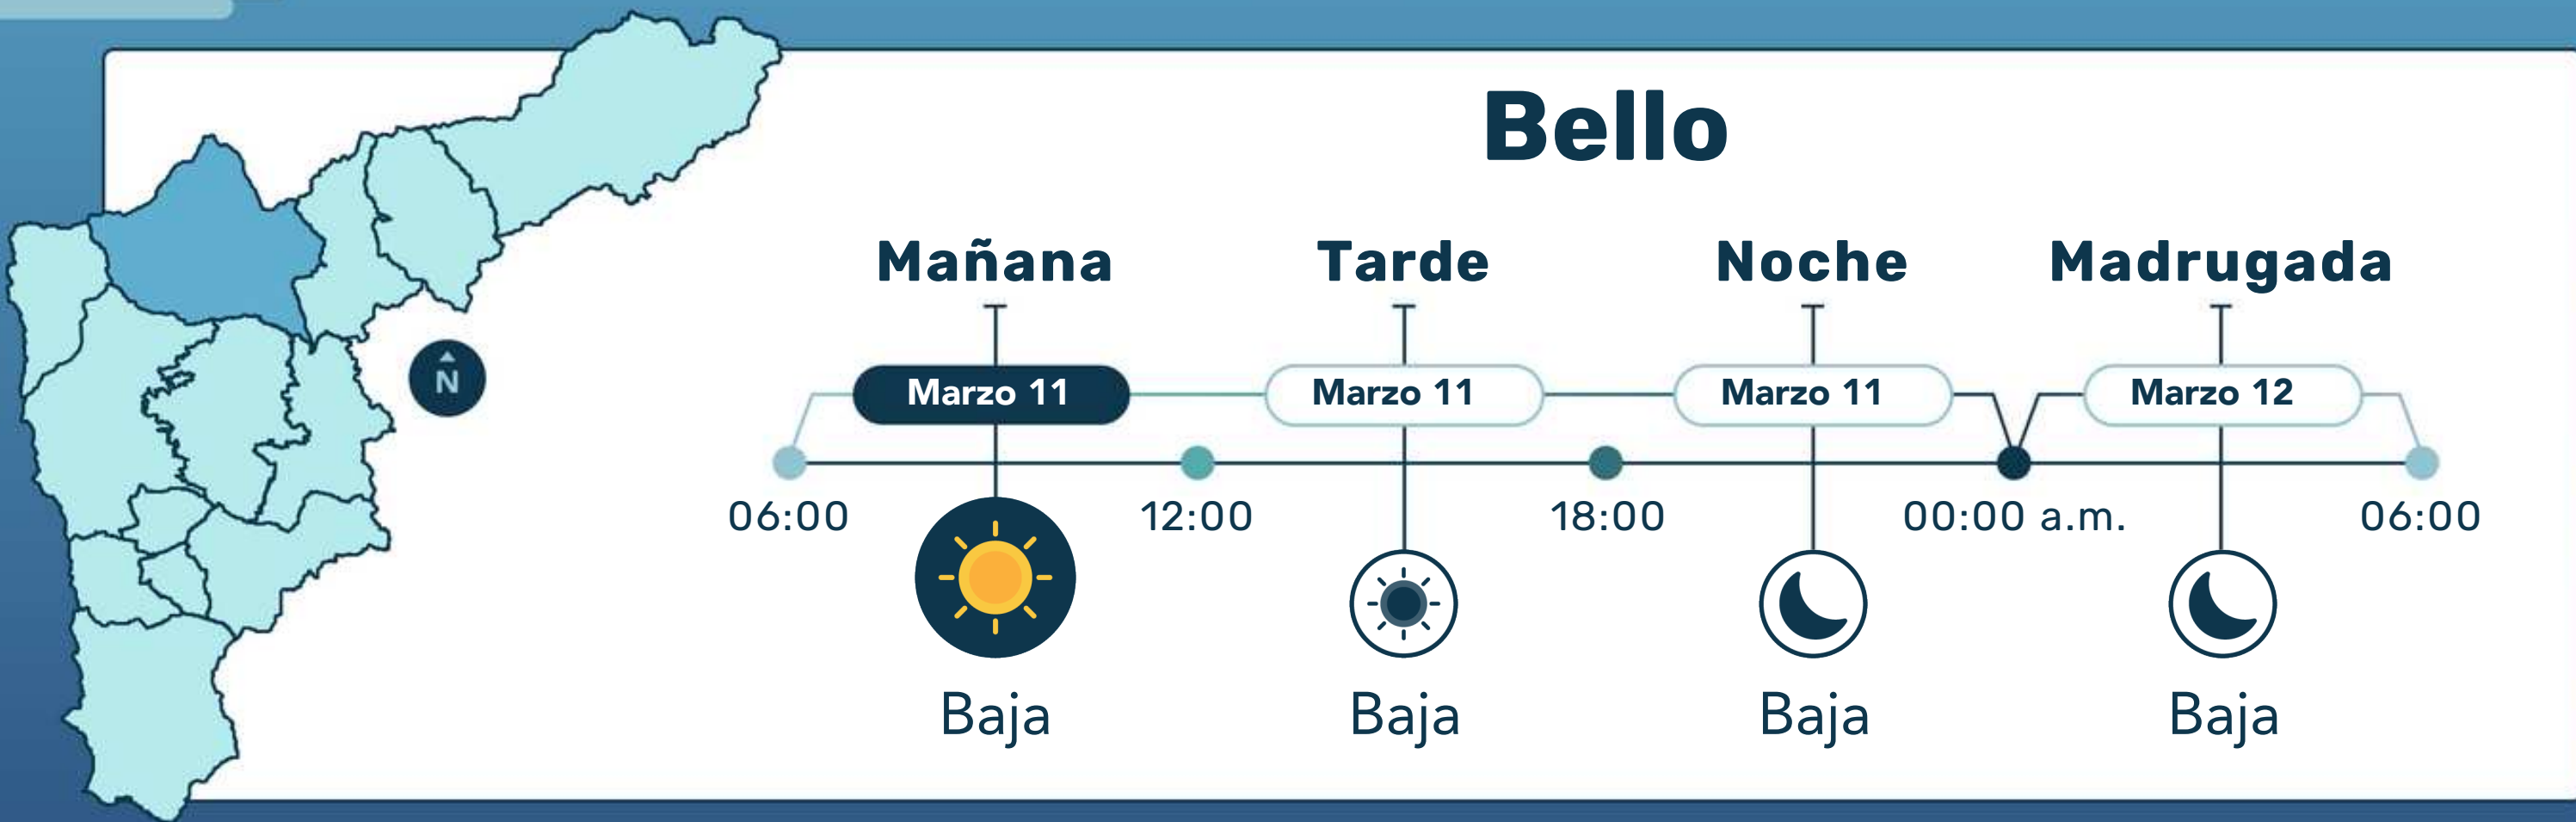 Bello
Mañana Tarde Noche Madrugada
Marzo 11 Marzo 11 Marzo 11 Marzo 12
N
06:00 12:00 18:00 00:00 a.m. 06:00
Baja Baja Baja Baja